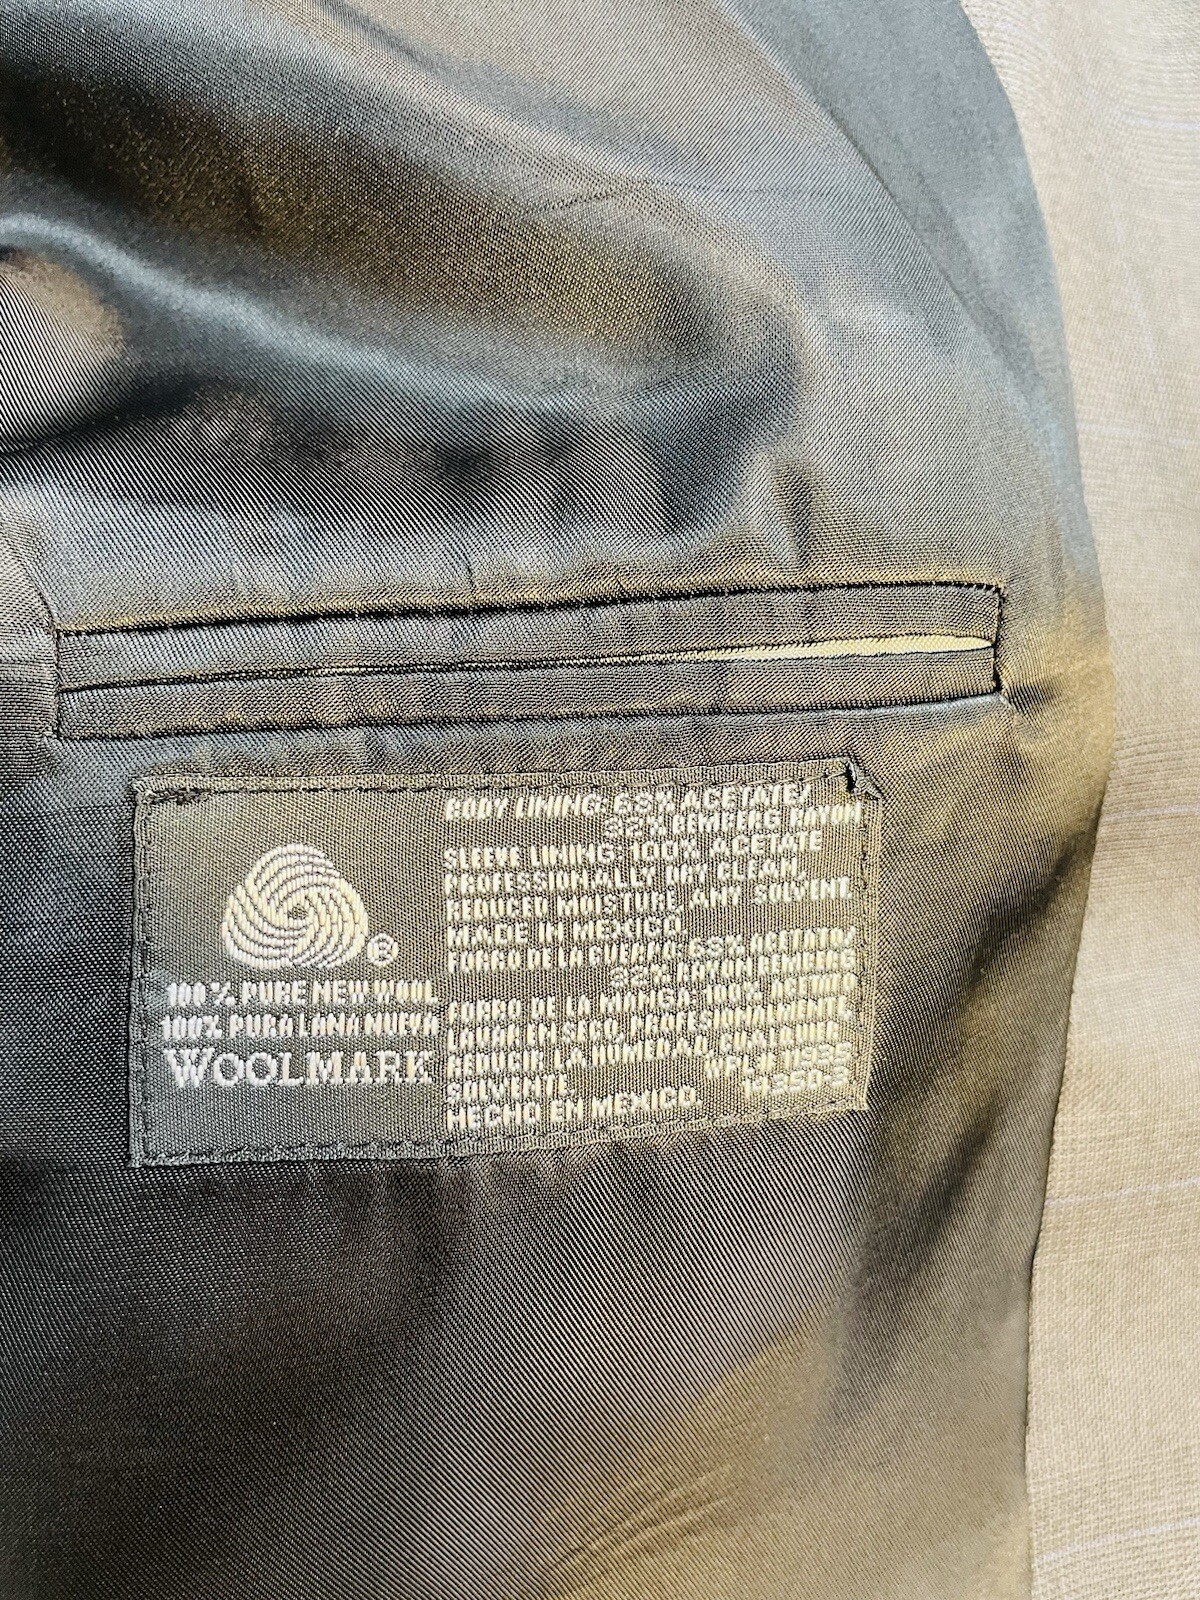 ®
100% PURE NEW WOOL
100% PURA LANA NUEVA
WOOLMARK
BODY LINING: 68% ACETATE/
32% BEMBERG RAYON
SLEEVE LINING: 100% ACETATE
PROFESSIONALLY DRY CLEAN,
REDUCED MOISTURE, ANY SOLVENT.
MADE IN MEXICO
FORRO DE LA CUERPO: 68% ACETATO/
32% RAYON BEMBERG
FORRO DE LA MANGA: 100% ACETATO
LAVAR EN SECO, PROFESIONALMENTE,
REDUCIR LA HUMEDAD, CUALQUIER
SOLVENTE.
HECHO EN MEXICO.
WPL# 11935
14350-3